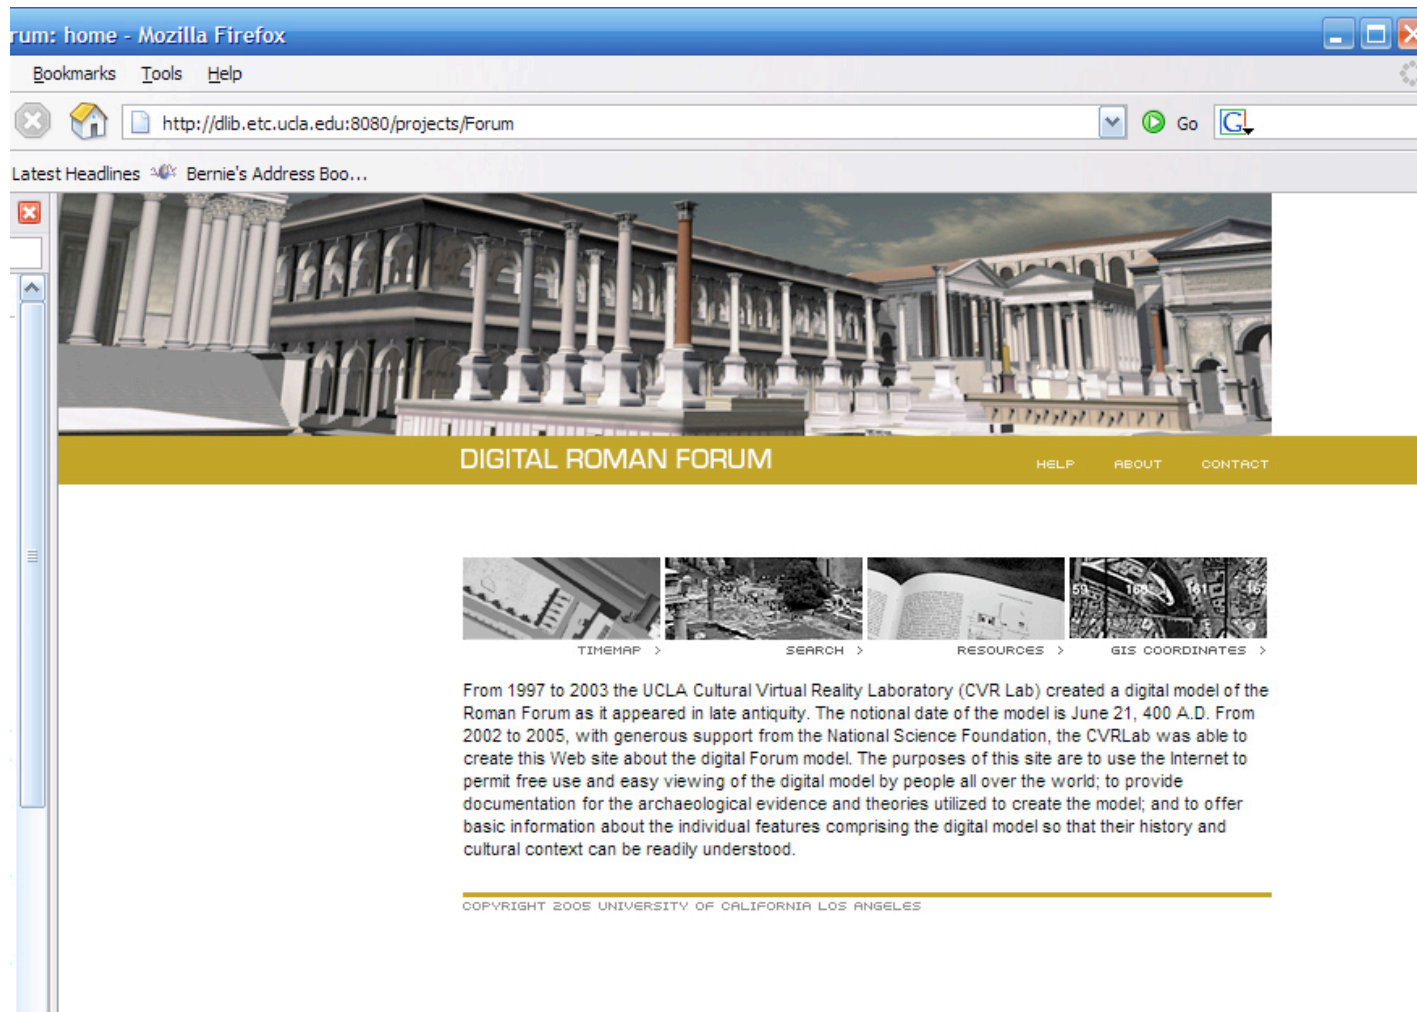 rum: home - Mozilla Firefox
Bookmarks Tools Help
http://dlib.etc.ucla.edu:8080/projects/Forum Go G
Latest Headlines Bernie's Address Boo...
DIGITAL ROMAN FORUM
HELP ABOUT CONTACT
59 160 161 162
TIMEMAP > SEARCH > RESOURCES > GIS COORDINATES >
From 1997 to 2003 the UCLA Cultural Virtual Reality Laboratory (CVR Lab) created a digital model of the
Roman Forum as it appeared in late antiquity. The notional date of the model is June 21, 400 A.D. From
2002 to 2005, with generous support from the National Science Foundation, the CVRLab was able to
create this Web site about the digital Forum model. The purposes of this site are to use the Internet to
permit free use and easy viewing of the digital model by people all over the world; to provide
documentation for the archaeological evidence and theories utilized to create the model; and to offer
basic information about the individual features comprising the digital model so that their history and
cultural context can be readily understood.
COPYRIGHT 2005 UNIVERSITY OF CALIFORNIA LOS ANGELES